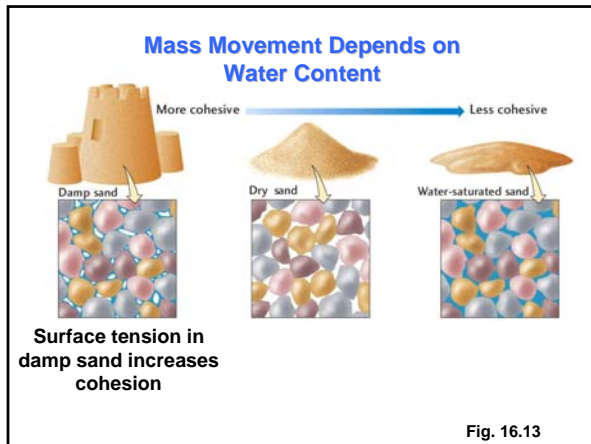 Mass Movement Depends on
Water Content
More cohesive
Less cohesive
Damp sand
Dry sand
Water-saturated sand
Surface tension in
damp sand increases
cohesion
Fig. 16.13